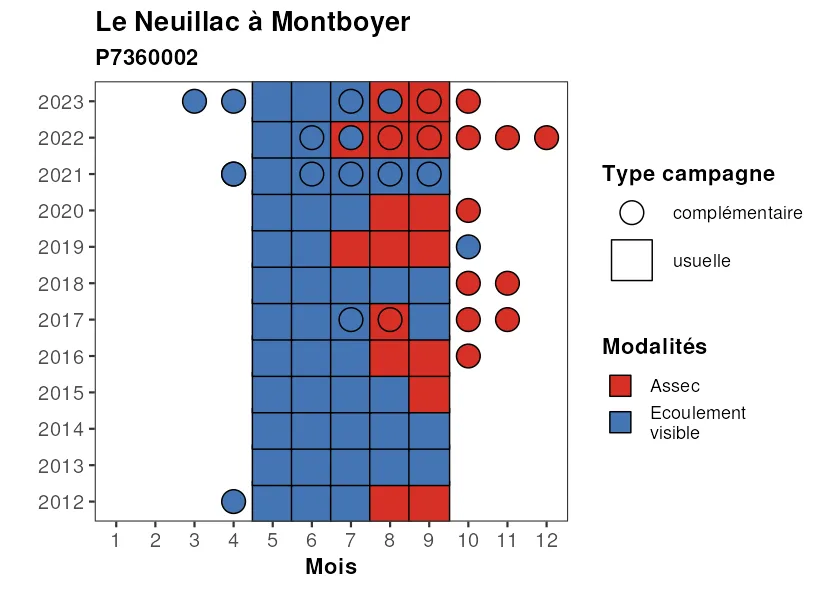 Le Neuillac à Montboyer
P7360002
2023
2022
2021
2020
2019
2018
2017
2016
2015
2014
2013
2012
1 2 3 4 5 6 7 8 9 10 11 12
Mois
Type campagne
complémentaire
usuelle
Modalités
Assec
Ecoulement
visible